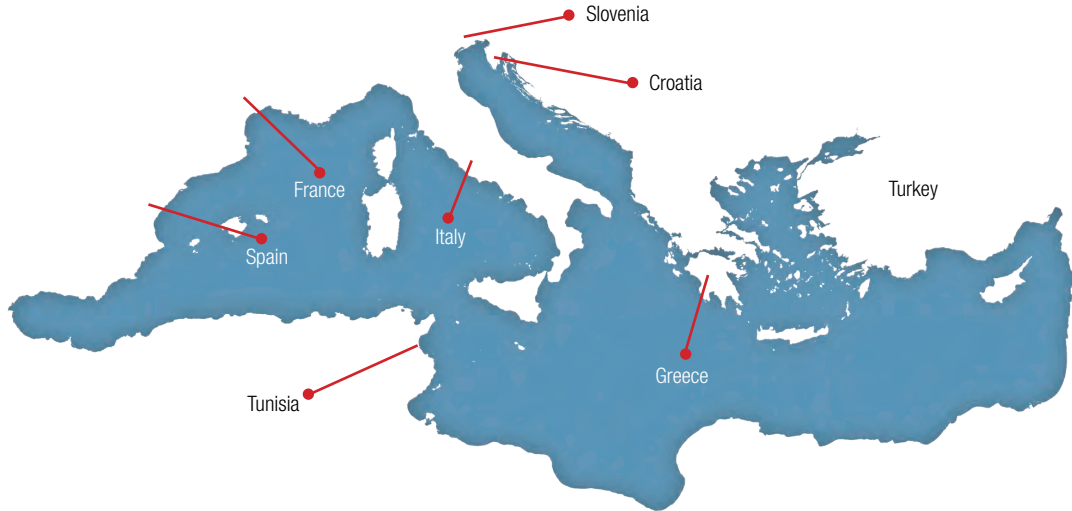 Slovenia
Croatia
France
Turkey
Italy
Spain
Greece
Tunisia